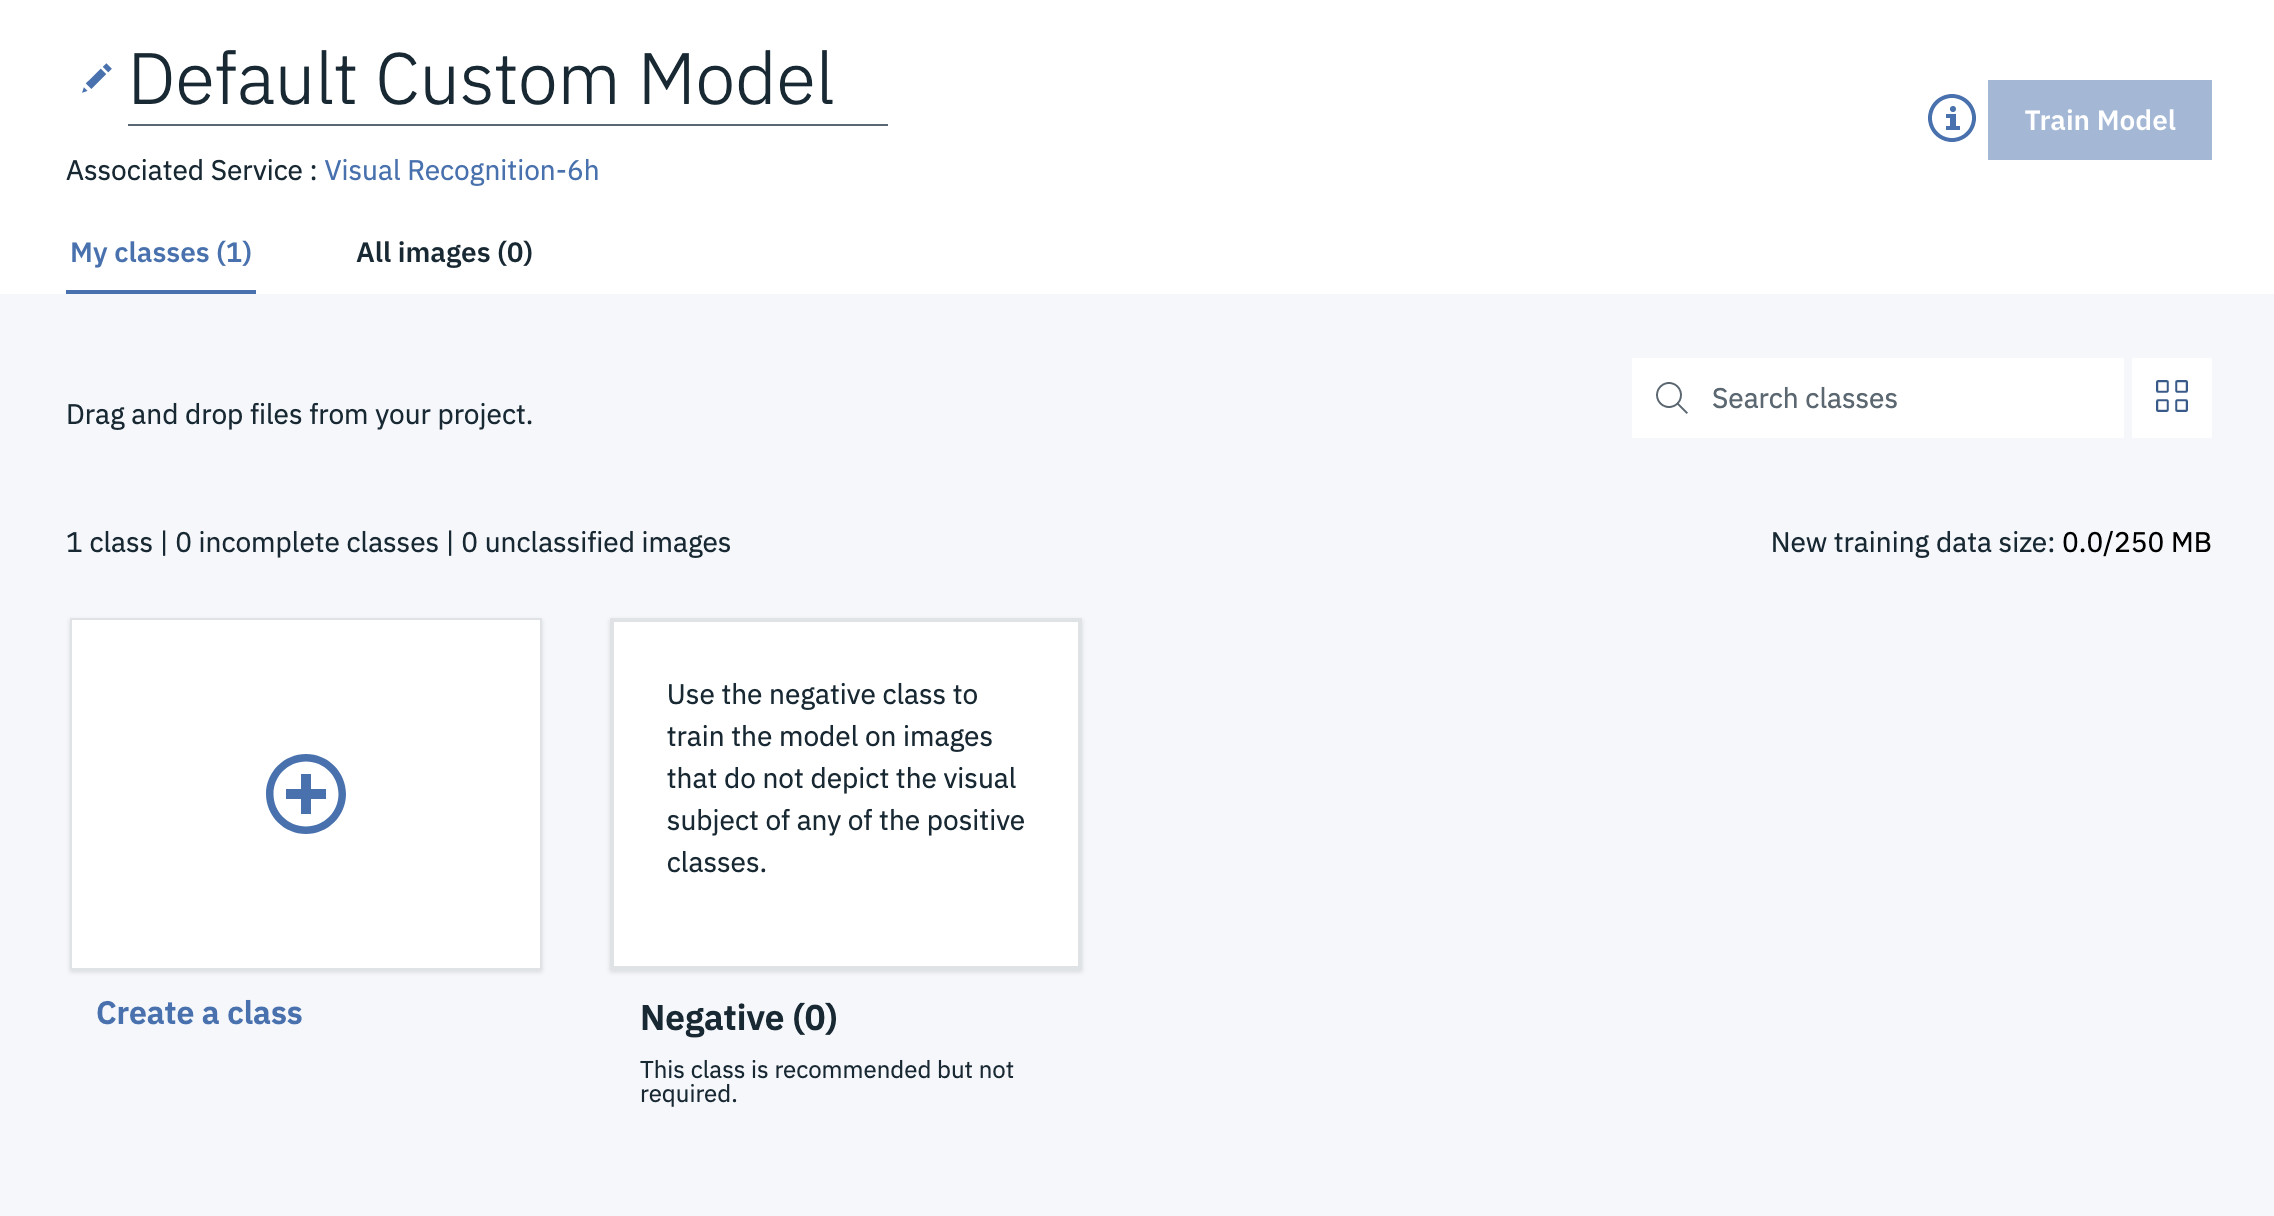 Default Custom Model
Train Model
Associated Service : Visual Recognition-6h
My classes (1)
All images (0)
Search classes
Drag and drop files from your project.
1 class | 0 incomplete classes | 0 unclassified images
New training data size: 0.0/250 MB
Use the negative class to
train the model on images
that do not depict the visual
subject of any of the positive
classes.
Create a class
Negative (0)
This class is recommended but not
required.